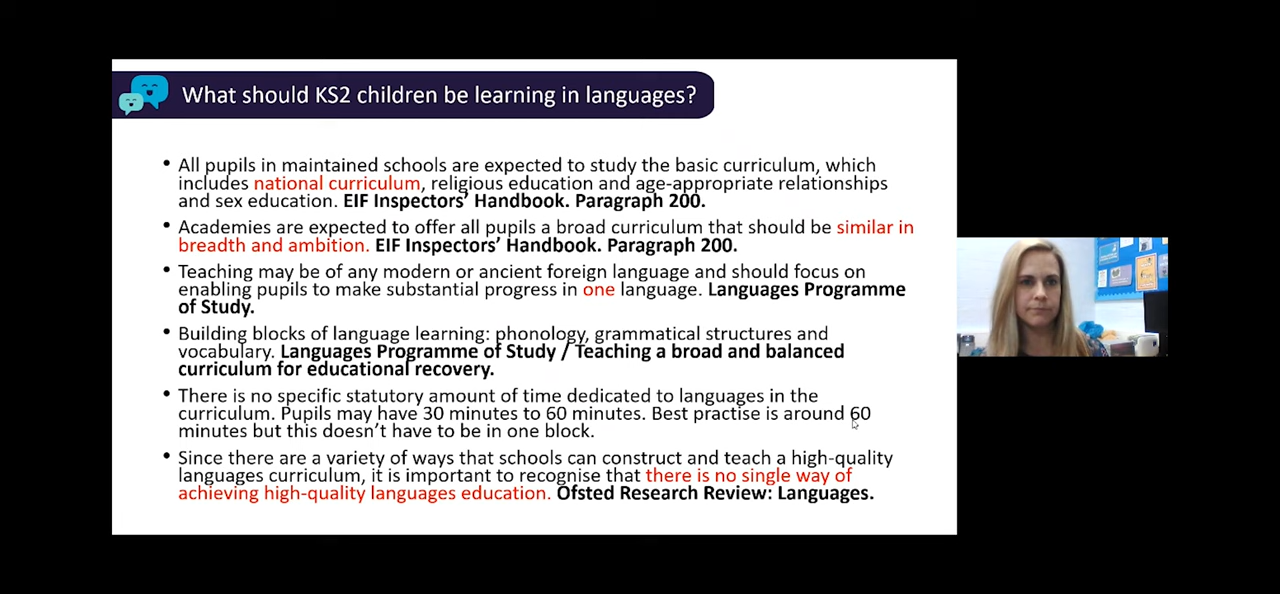 What should KS2 children be learning in languages?
• All pupils in maintained schools are expected to study the basic curriculum, which
includes national curriculum, religious education and age-appropriate relationships
and sex education. EIF Inspectors' Handbook. Paragraph 200.
• Academies are expected to offer all pupils a broad curriculum that should be similar in
breadth and ambition. EIF Inspectors' Handbook. Paragraph 200.
• Teaching may be of any modern or ancient foreign language and should focus on
enabling pupils to make substantial progress in one language. Languages Programme
of Study.
• Building blocks of language learning: phonology, grammatical structures and
vocabulary. Languages Programme of Study / Teaching a broad and balanced
curriculum for educational recovery.
• There is no specific statutory amount of time dedicated to languages in the
curriculum. Pupils may have 30 minutes to 60 minutes. Best practise is around 60
minutes but this doesn't have to be in one block.
• Since there are a variety of ways that schools can construct and teach a high-quality
languages curriculum, it is important to recognise that there is no single way of
achieving high-quality languages education. Ofsted Research Review: Languages.